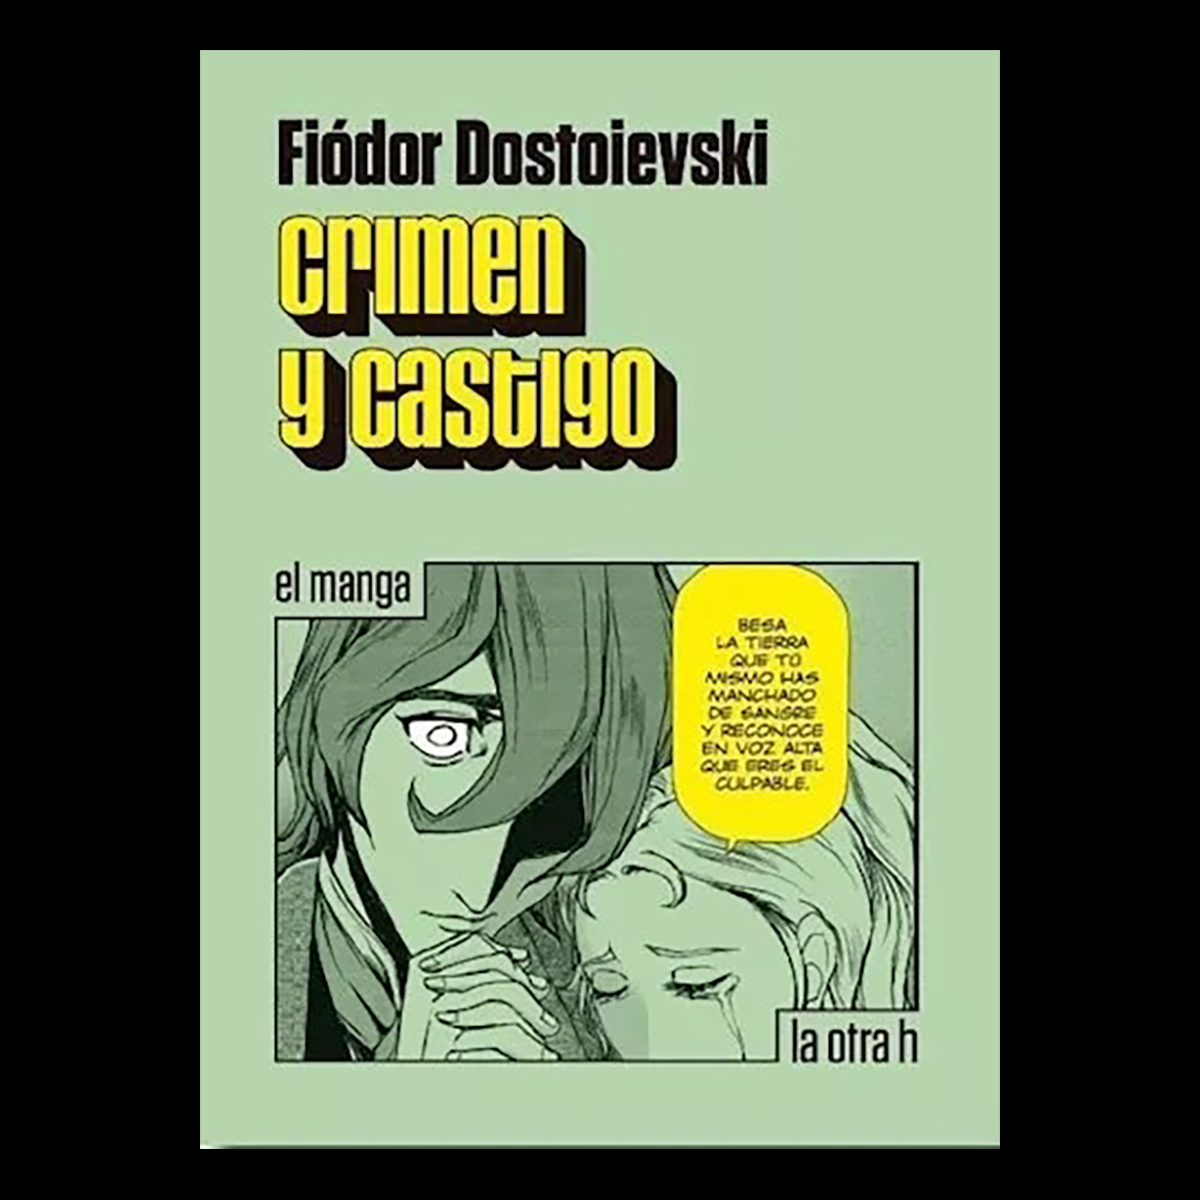 Fiódor Dostoievski
crimen
y castigo
el manga
BESA
LA TIERRA
QUE TÚ
MISMO HAS
MANCHADO
DE SANGRE
Y RECONOCE
EN VOZ ALTA
QUE ERES EL
CULPABLE.
la otra h